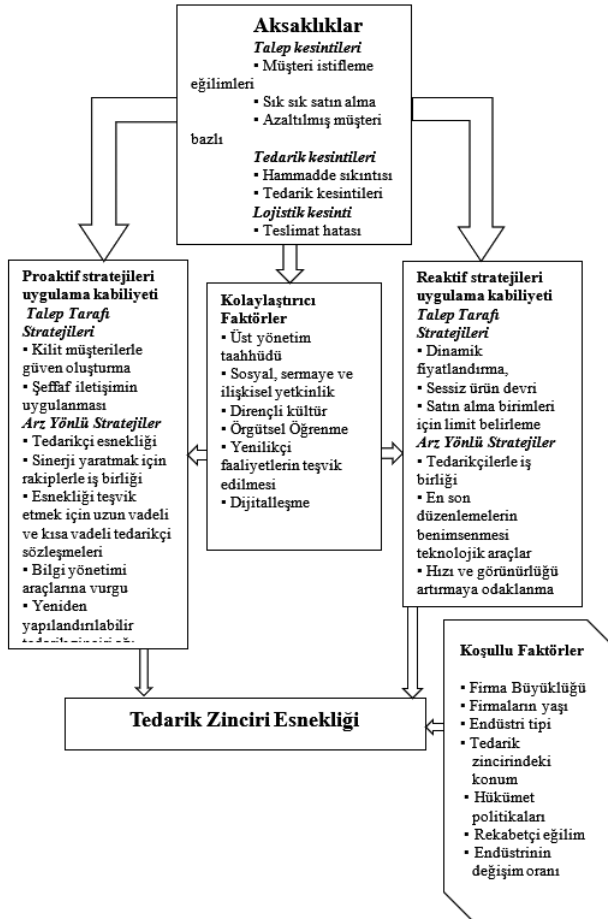 Aksaklıklar
Talep kesintileri
▪ Müşteri istifleme
eğilimleri
▪ Sık sık satın alma
▪ Azaltılmış müşteri
bazlı
Tedarik kesintileri
▪ Hammadde sıkıntısı
▪ Tedarik kesintileri
Lojistik kesinti
▪ Teslimat hatası
Proaktif stratejileri
uygulama kabiliyeti
Talep Tarafı
Stratejileri
▪ Kilit müşterilerle
güven oluşturma
▪ Şeffaf iletişimin
uygulanması
Arz Yönlü Stratejiler
▪ Tedarikçi esnekliği
▪ Sinerji yaratmak için
rakiplerle iş birliği
▪ Esnekliği teşvik
etmek için uzun vadeli
ve kısa vadeli tedarikçi
sözleşmeleri
▪ Bilgi yönetimi
araçlarına vurgu
▪ Yeniden
yapılandırılabilir
tedarik zinciri ağı
Kolaylaştırıcı
Faktörler
▪ Üst yönetim
taahhüdü
▪ Sosyal, sermaye ve
ilişkisel yetkinlik
▪ Dirençli kültür
▪ Örgütsel Öğrenme
▪ Yenilikçi
faaliyetlerin teşvik
edilmesi
▪ Dijitalleşme
Reaktif stratejileri
uygulama kabiliyeti
Talep Tarafı
Stratejileri
▪ Dinamik
fiyatlandırma,
▪ Sessiz ürün devri
▪ Satın alma birimleri
için limit belirleme
Arz Yönlü Stratejiler
▪ Tedarikçilerle iş
birliği
▪ En son
düzenlemelerin
benimsenmesi
teknolojik araçlar
▪ Hızı ve görünürlüğü
artırmaya odaklanma
Tedarik Zinciri Esnekliği
Koşullu Faktörler
▪ Firma Büyüklüğü
▪ Firmaların yaşı
▪ Endüstri tipi
▪ Tedarik
zincirindeki
konum
▪ Hükümet
politikaları
▪ Rekabetçi eğilim
▪ Endüstrinin
değişim oranı